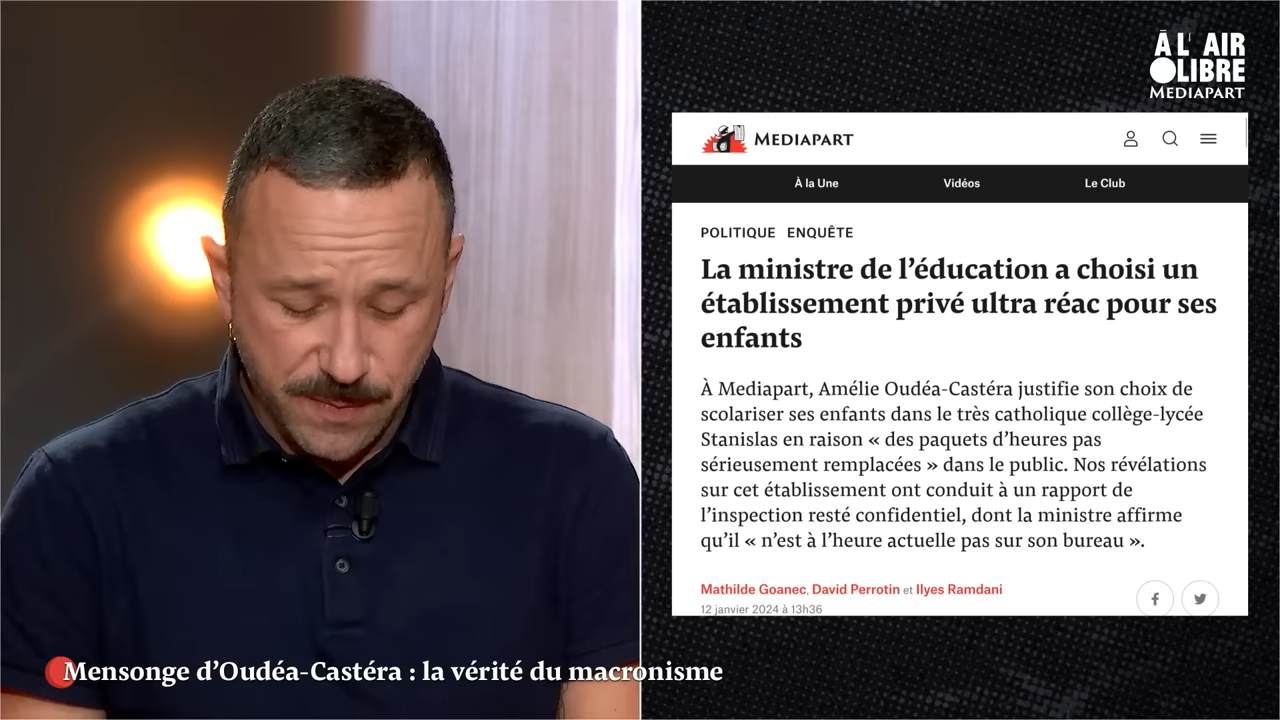 À L' AIR
LIBRE
MEDIAPART
MEDIAPART
À la Une
Vidéos
Le Club
POLITIQUE ENQUÊTE
La ministre de l’éducation a choisi un
établissement privé ultra réac pour ses
enfants
À Mediapart, Amélie Oudéa-Castéra justifie son choix de
scolariser ses enfants dans le très catholique collège-lycée
Stanislas en raison « des paquets d’heures pas
sérieusement remplacées » dans le public. Nos révélations
sur cet établissement ont conduit à un rapport de
l’inspection resté confidentiel, dont la ministre affirme
qu’il « n’est à l’heure actuelle pas sur son bureau ».
Mathilde Goanec, David Perrotin et Ilyes Ramdani
12 janvier 2024 à 13h36
Mensonge d’Oudéa-Castéra : la vérité du macronisme